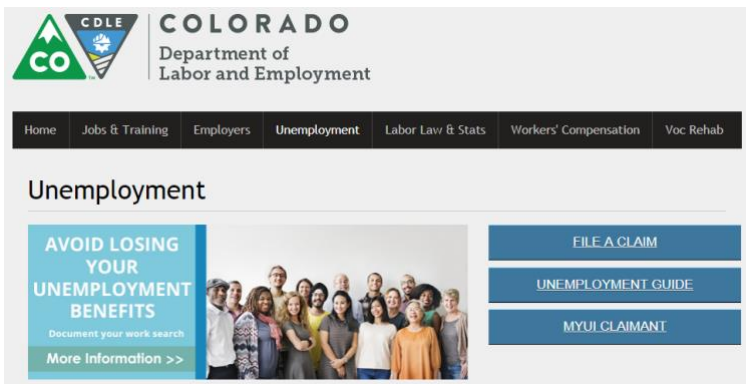 CDLE
CO
COLORADO
Department of
Labor and Employment
Home Jobs & Training Employers Unemployment Labor Law & Stats Workers' Compensation Voc Rehab
Unemployment
AVOID LOSING
YOUR
UNEMPLOYMENT
BENEFITS
Document your work search
More Information >>
FILE A CLAIM
UNEMPLOYMENT GUIDE
MYUI CLAIMANT